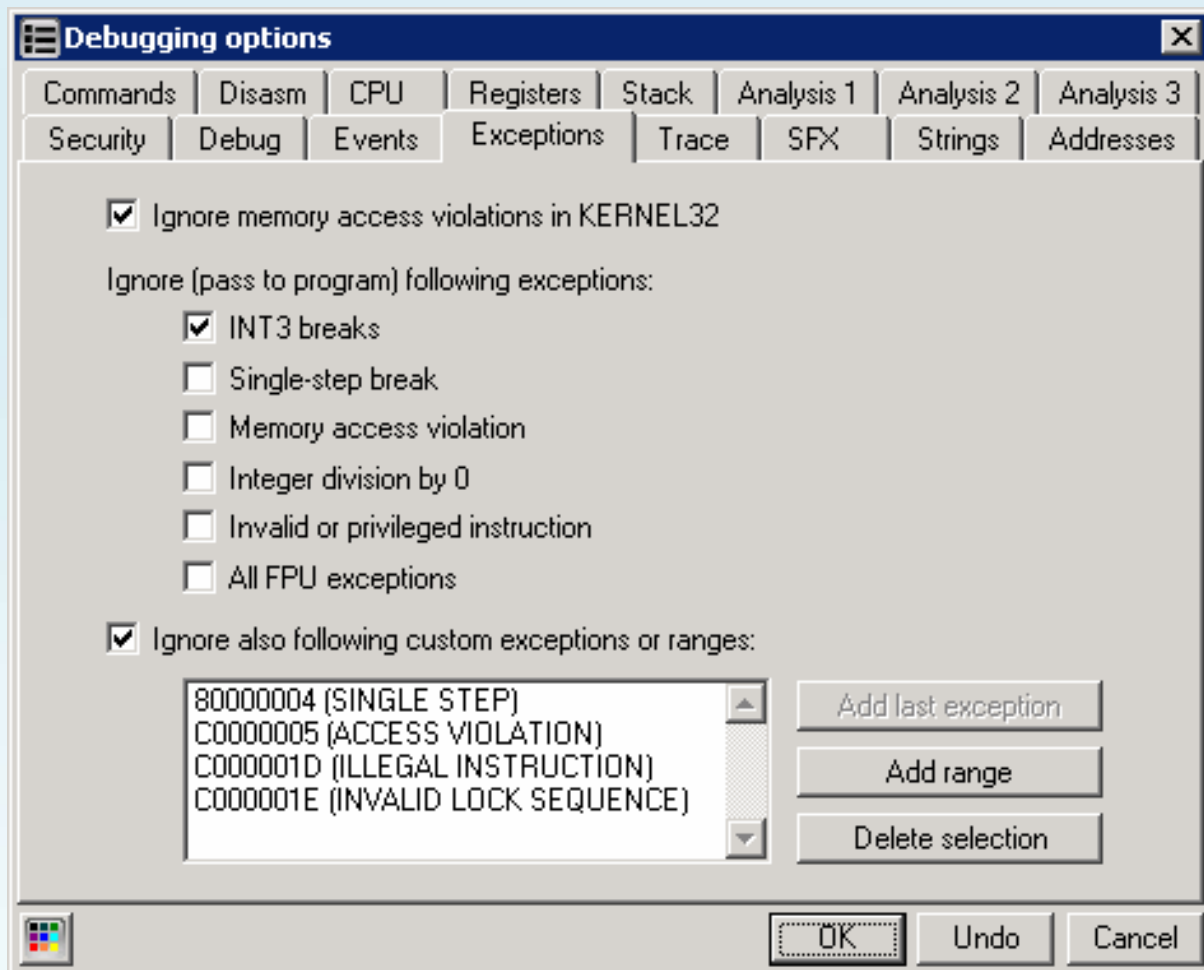 Debugging options
Commands Disasm CPU Registers Stack Analysis 1 Analysis 2 Analysis 3
Security Debug Events Exceptions Trace SFX Strings Addresses
Ignore memory access violations in KERNEL32
Ignore (pass to program) following exceptions:
INT3 breaks
Single-step break
Memory access violation
Integer division by 0
Invalid or privileged instruction
All FPU exceptions
Ignore also following custom exceptions or ranges:
80000004 (SINGLE STEP)
C0000005 (ACCESS VIOLATION)
C000001D (ILLEGAL INSTRUCTION)
C000001E (INVALID LOCK SEQUENCE)
Add last exception
Add range
Delete selection
OK Undo Cancel